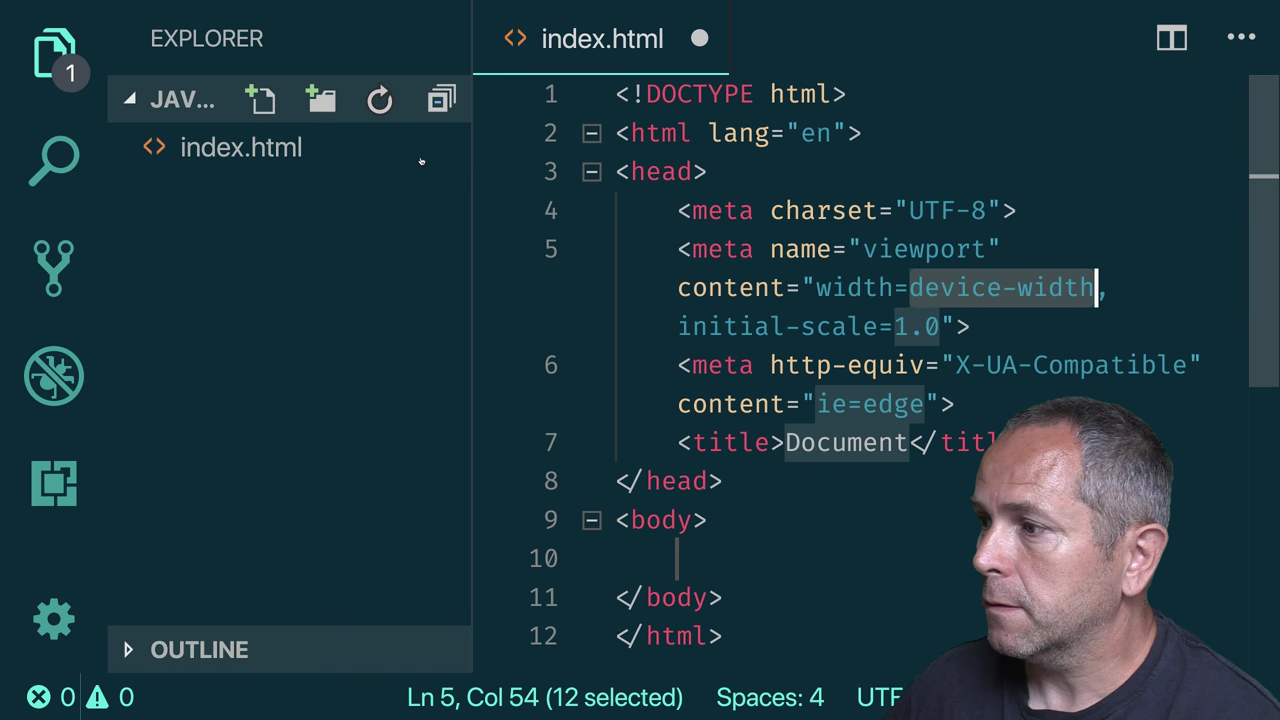 EXPLORER
index.html
1
JAV...
index.html
1 <!DOCTYPE html>
2 <html lang="en">
3 <head>
4 <meta charset="UTF-8">
5 <meta name="viewport"
content="width=device-width,
initial-scale=1.0">
6 <meta http-equiv="X-UA-Compatible"
content="ie=edge">
7 <title>Document</titl
8 </head>
9 <body>
10
11 </body>
12 </html>
OUTLINE
0 0 Ln 5, Col 54 (12 selected) Spaces: 4 UTF